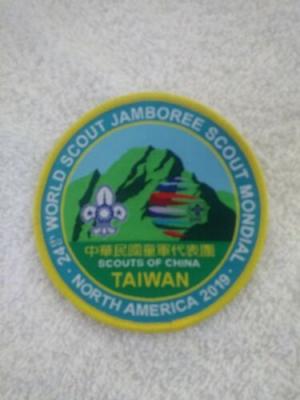 24TH WORLD SCOUT JAMBOREE SCOUT MONDIAL
中華民國童軍代表團
SCOUTS OF CHINA
TAIWAN
NORTH AMERICA 2019